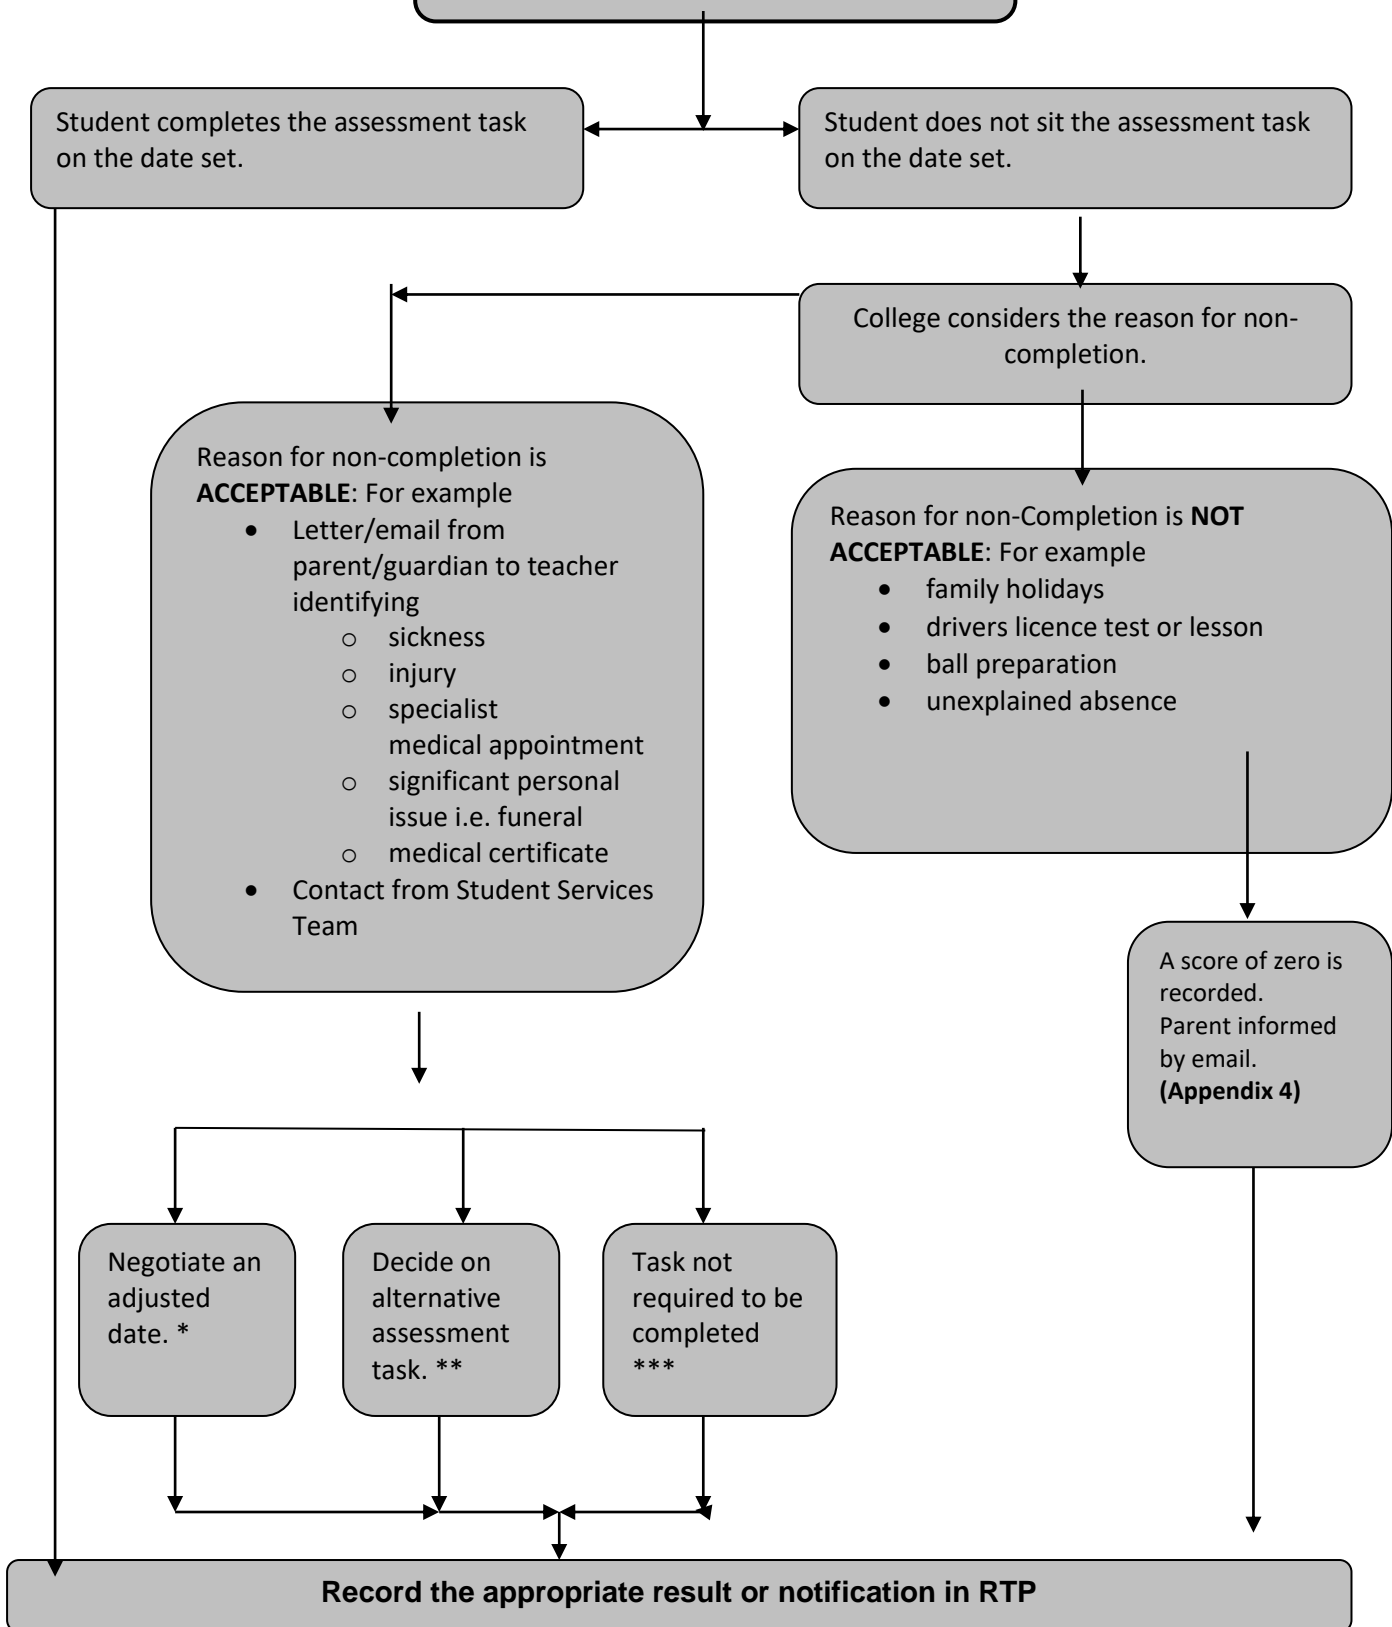 Student completes the assessment task
on the date set.
Student does not sit the assessment task
on the date set.
College considers the reason for non-
completion.
Reason for non-completion is
ACCEPTABLE: For example
• Letter/email from
parent/guardian to teacher
identifying
o sickness
o injury
o specialist
medical appointment
o significant personal
issue i.e. funeral
o medical certificate
• Contact from Student Services
Team
Reason for non-Completion is NOT
ACCEPTABLE: For example
• family holidays
• drivers licence test or lesson
• ball preparation
• unexplained absence
A score of zero is
recorded.
Parent informed
by email.
(Appendix 4)
Negotiate an
adjusted
date. *
Decide on
alternative
assessment
task. **
Task not
required to be
completed
***
Record the appropriate result or notification in RTP